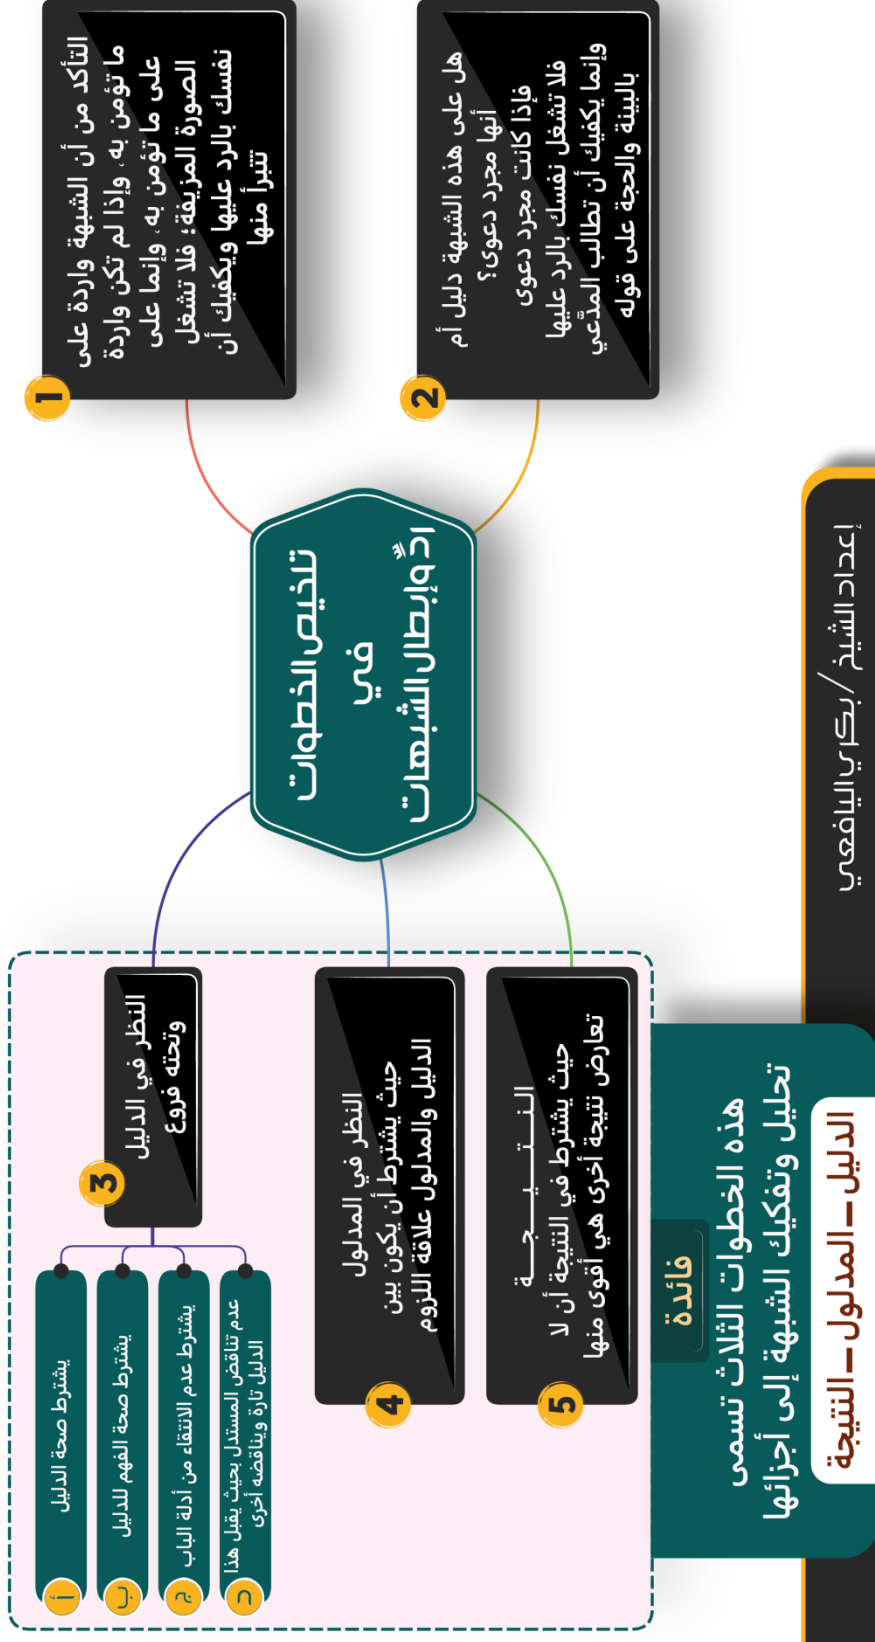 تلخيص الخطوات
في
ردِّ وإبطال الشبهات
1
التأكد من أن الشبهة واردة على
ما تؤمن به، وإذا لم تكن واردة
على ما تؤمن به، وإنما على
الصورة المزيفة؛ فلا تشغل
نفسك بالرد عليها ويكفيك أن
تتبرأ منها
2
هل على هذه الشبهة دليل أم
أنها مجرد دعوى؟
فإذا كانت مجرد دعوى
فلا تشغل نفسك بالرد عليها
وإنما يكفيك أن تطالب المدَّعي
بالبينة والحجة على قوله
3
النظر في الدليل
وتحته فروع
أ
يشترط صحة الدليل
ب
يشترط صحة الفهم للدليل
ج
يشترط عدم الانتقاء من أدلة الباب
د
عدم تناقض المستدل بحيث يقبل هذا
الدليل تارة ويناقضه أخرى
4
النظر في المدلول
حيث يشترط أن يكون بين
الدليل والمدلول علاقة اللزوم
5
النـتـيـجـة
حيث يشترط في النتيجة أن لا
تعارض نتيجة أخرى هي أقوى منها
فائدة
هذه الخطوات الثلاث تسمى
تحليل وتفكيك الشبهة إلى أجزائها
الدليل – المدلول – النتيجة
إعداد الشيخ / بكري اليافعي